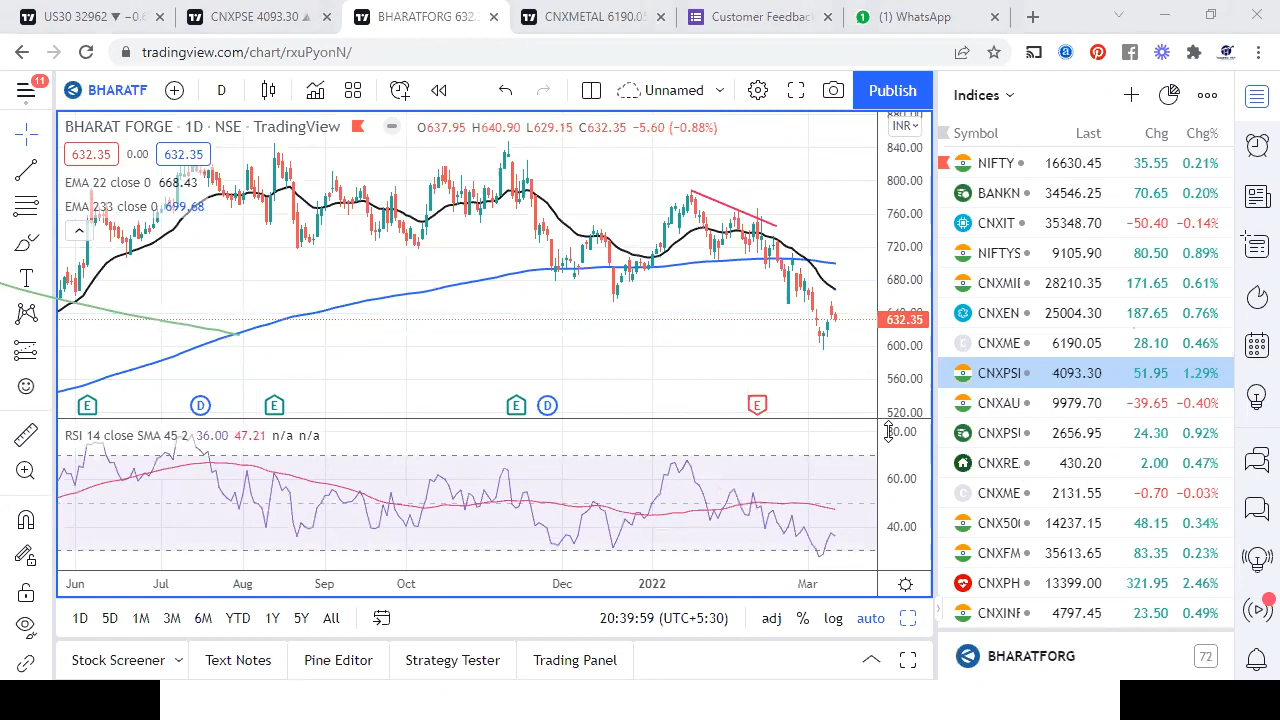 US30 32962 ▼ −0.6
CNXPSE 4093.30 ▲
BHARATFORG 632.
CNXMETAL 6190.05
Customer Feedback
(1) WhatsApp
tradingview.com/chart/rxuPyonN/
11
BHARATF
D
Unnamed
Publish
Indices
BHARAT FORGE · 1D · NSE · TradingView
O637.95 H640.90 L629.15 C632.35 −5.60 (−0.88%)
INR
632.35 0.00 632.35
EMA 22 close 0 668.43
EMA 233 close 0 699.68
840.00
800.00
760.00
720.00
680.00
632.35
600.00
560.00
520.00
E D E E D E
RSI 14 close SMA 45 2 36.00 47.21 n/a n/a
60.00
40.00
Jun Jul Aug Sep Oct Dec 2022 Mar
1D 5D 1M 3M 6M YTD 1Y 5Y All
20:39:59 (UTC+5:30)
adj % log auto
Stock Screener Text Notes Pine Editor Strategy Tester Trading Panel
Symbol Last Chg Chg%
NIFTY 16630.45 35.55 0.21%
BANKN 34546.25 70.65 0.20%
CNXIT 35348.70 −50.40 −0.14%
NIFTYS 9105.90 80.50 0.89%
CNXMII 28210.35 171.65 0.61%
CNXEN 25004.30 187.65 0.76%
CNXME 6190.05 28.10 0.46%
CNXPSI 4093.30 51.95 1.29%
CNXAU 9979.70 −39.65 −0.40%
CNXPSU 2656.95 24.30 0.92%
CNXRE 430.20 2.00 0.47%
CNXME 2131.55 −0.70 −0.03%
CNX500 14237.15 48.15 0.34%
CNXFM 35613.65 83.35 0.23%
CNXPH 13399.00 321.95 2.46%
CNXINF 4797.45 23.50 0.49%
BHARATFORG 72